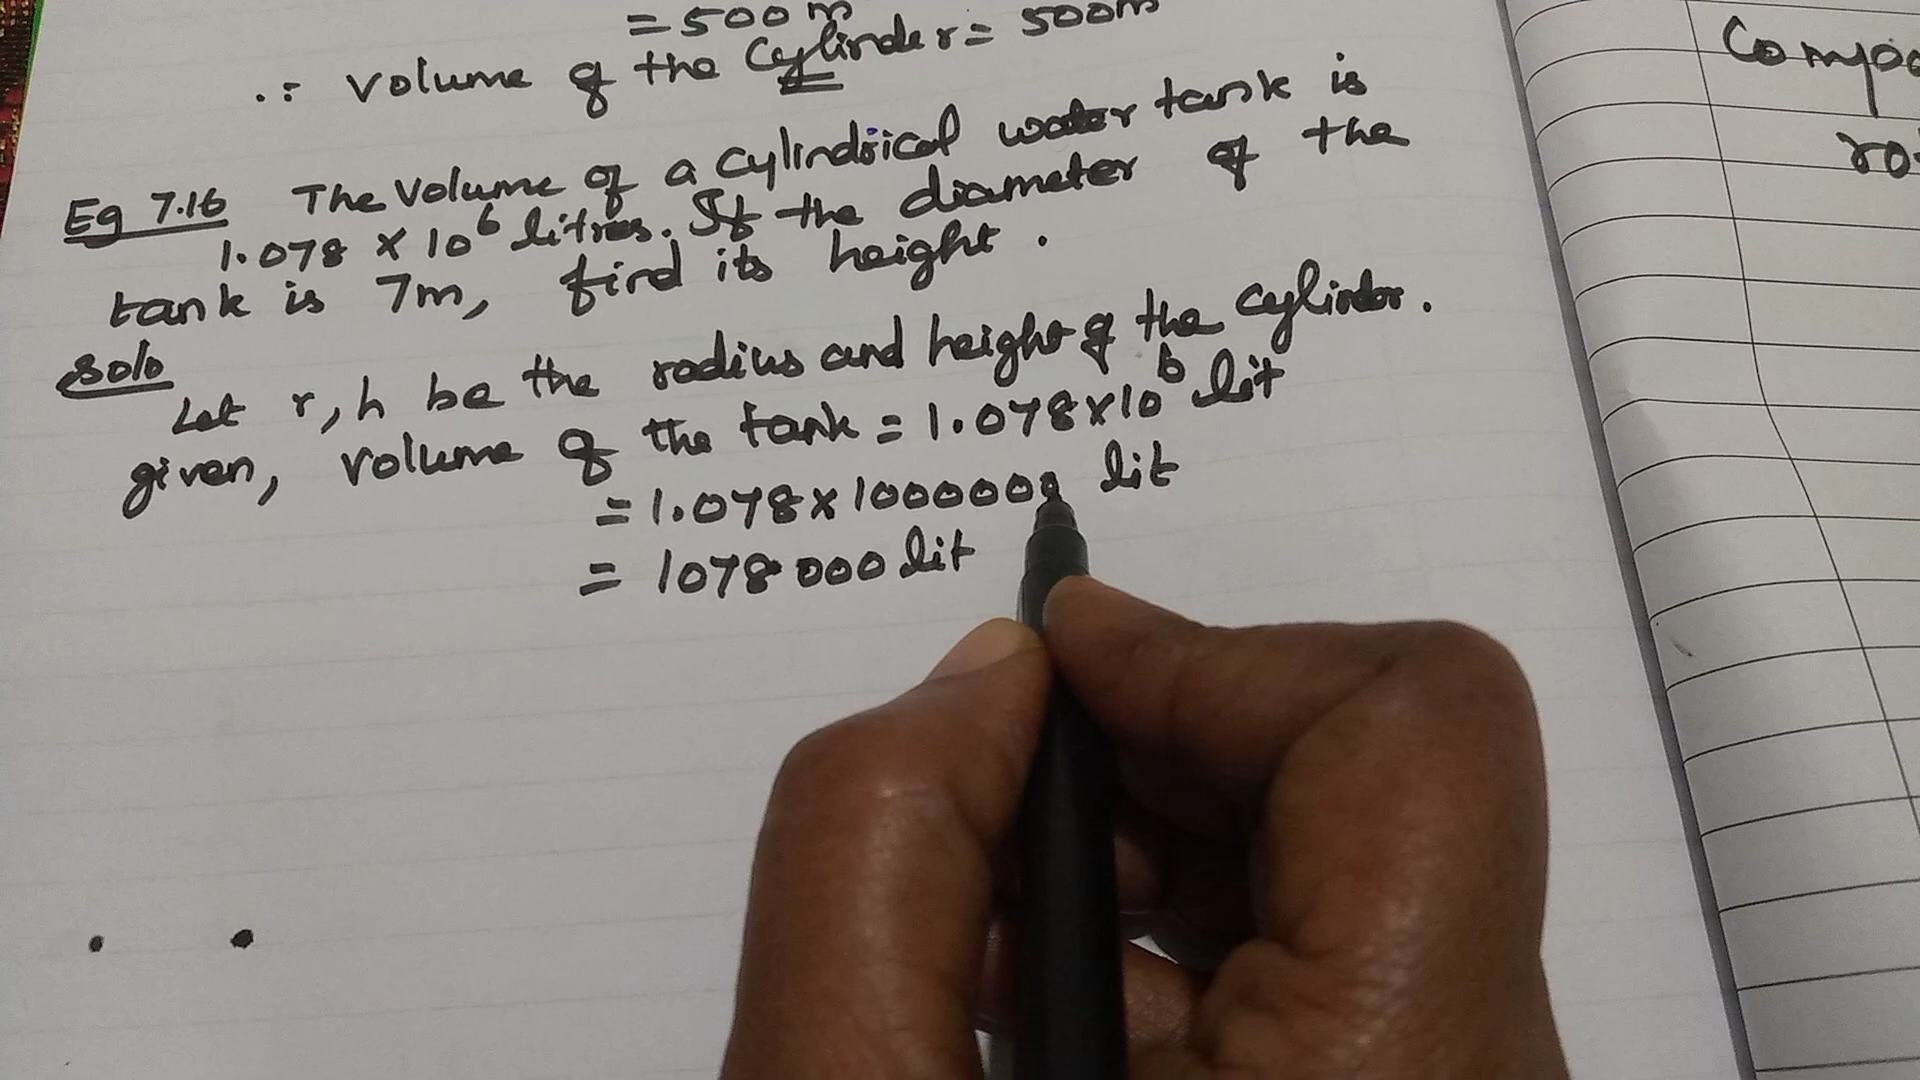 = 500 m
∴ Volume of the Cylinder = 500m
Eg 7.16 The Volume of a Cylindrical water tank is
1.078 × 10⁶ litres. If the diameter of the
tank is 7m, find its height.
Soln
Let r, h be the radius and height of the cylinder.
given, volume of the tank = 1.078 × 10⁶ lit
= 1.078 × 1000000 lit
= 1078000 lit